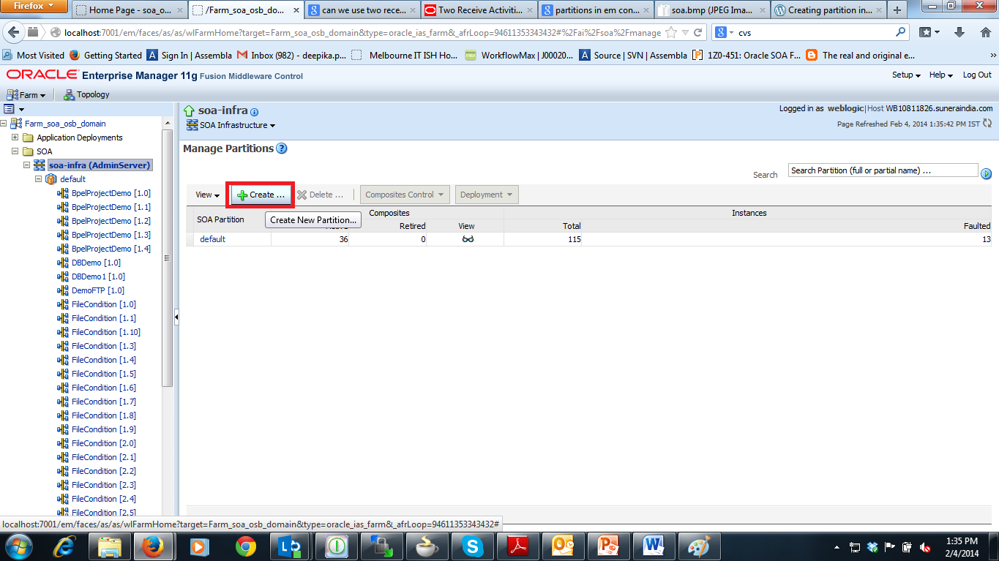 Firefox
Home Page - soa_o...
/Farm_soa_osb_do...
can we use two rece...
Two Receive Activiti...
partitions in em con...
soa.bmp (JPEG Ima...
Creating partition in...
localhost:7001/em/faces/as/as/wlFarmHome?target=Farm_soa_osb_domain&type=oracle_ias_farm&_afrLoop=94611353343432#%2Fai%2Fsoa%2Fmanage
cvs
Most Visited
Getting Started
Sign In | Assembla
Inbox (982) - deepika.p...
Melbourne IT ISH Ho...
WorkflowMax | J00020...
Source | SVN | Assembla
1Z0-451: Oracle SOA F...
The real and original e...
ORACLE Enterprise Manager 11g Fusion Middleware Control
Setup Help Log Out
Farm Topology
Farm_soa_osb_domain
Application Deployments
SOA
soa-infra (AdminServer)
default
BpelProjectDemo [1.0]
BpelProjectDemo [1.1]
BpelProjectDemo [1.2]
BpelProjectDemo [1.3]
BpelProjectDemo [1.4]
DBDemo [1.0]
DBDemo1 [1.0]
DemoFTP [1.0]
FileCondition [1.0]
FileCondition [1.1]
FileCondition [1.10]
FileCondition [1.3]
FileCondition [1.4]
FileCondition [1.5]
FileCondition [1.6]
FileCondition [1.7]
FileCondition [1.8]
FileCondition [1.9]
FileCondition [2.0]
FileCondition [2.1]
FileCondition [2.2]
FileCondition [2.3]
FileCondition [2.4]
FileCondition [2.5]
soa-infra
SOA Infrastructure
Logged in as weblogic|Host WB10811826.suneraindia.com
Page Refreshed Feb 4, 2014 1:35:42 PM IST
Manage Partitions
Search
Search Partition (full or partial name) ...
View Create ... Delete ... Composites Control Deployment
Create New Partition...
SOA Partition
Composites
Instances
Retired View Total Faulted
default 36 0 115 13
localhost:7001/em/faces/as/as/wlFarmHome?target=Farm_soa_osb_domain&type=oracle_ias_farm&_afrLoop=94611353343432#
1:35 PM
2/4/2014